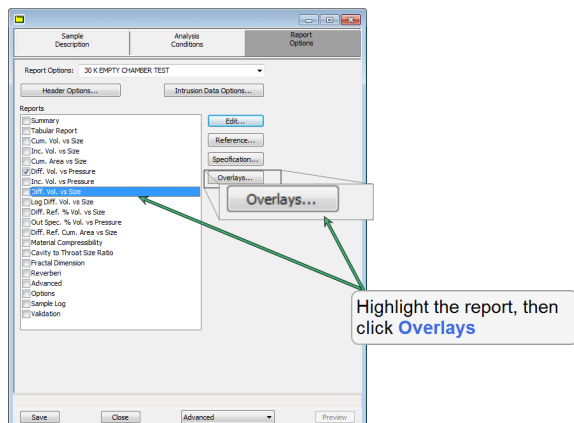 Sample Description
Analysis Conditions
Report Options
Report Options: 30 K EMPTY CHAMBER TEST
Header Options...
Intrusion Data Options...
Reports
Summary
Tabular Report
Cum. Vol. vs Size
Inc. Vol. vs Size
Cum. Area vs Size
Diff. Vol. vs Pressure
Inc. Vol. vs Pressure
Diff. Vol. vs Size
Log Diff. Vol. vs Size
Diff. Ref. % Vol. vs Size
Out Spec. % Vol. vs Pressure
Diff. Ref. Cum. Area vs Size
Material Compressibility
Cavity to Throat Size Ratio
Fractal Dimension
Reverberi
Advanced
Options
Sample Log
Validation
Edit...
Reference...
Specification...
Overlays...
Overlays...
Highlight the report, then
click Overlays
Save
Close
Advanced
Preview